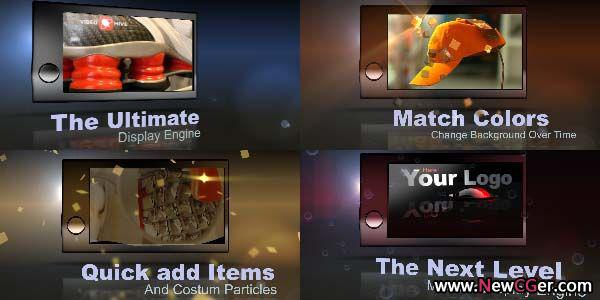 VIDEO HIVE
The Ultimate
Display Engine
Match Colors
Change Background Over Time
Quick add Items
And Costum Particles
Here
Your Logo
The Next Level
www.NewCGer.com